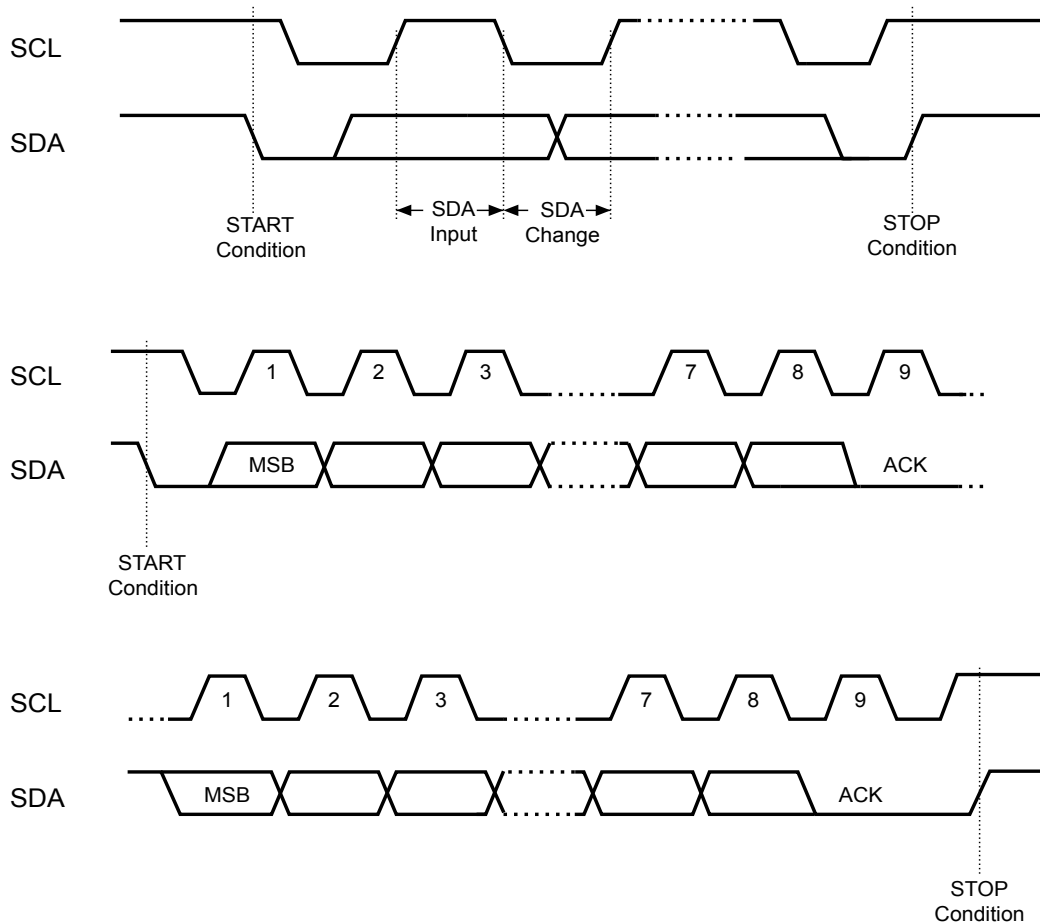 SCL
SDA
SDA
Input
SDA
Change
START
Condition
STOP
Condition
SCL
1
2
3
7
8
9
SDA
MSB
ACK
START
Condition
SCL
1
2
3
7
8
9
SDA
MSB
ACK
STOP
Condition